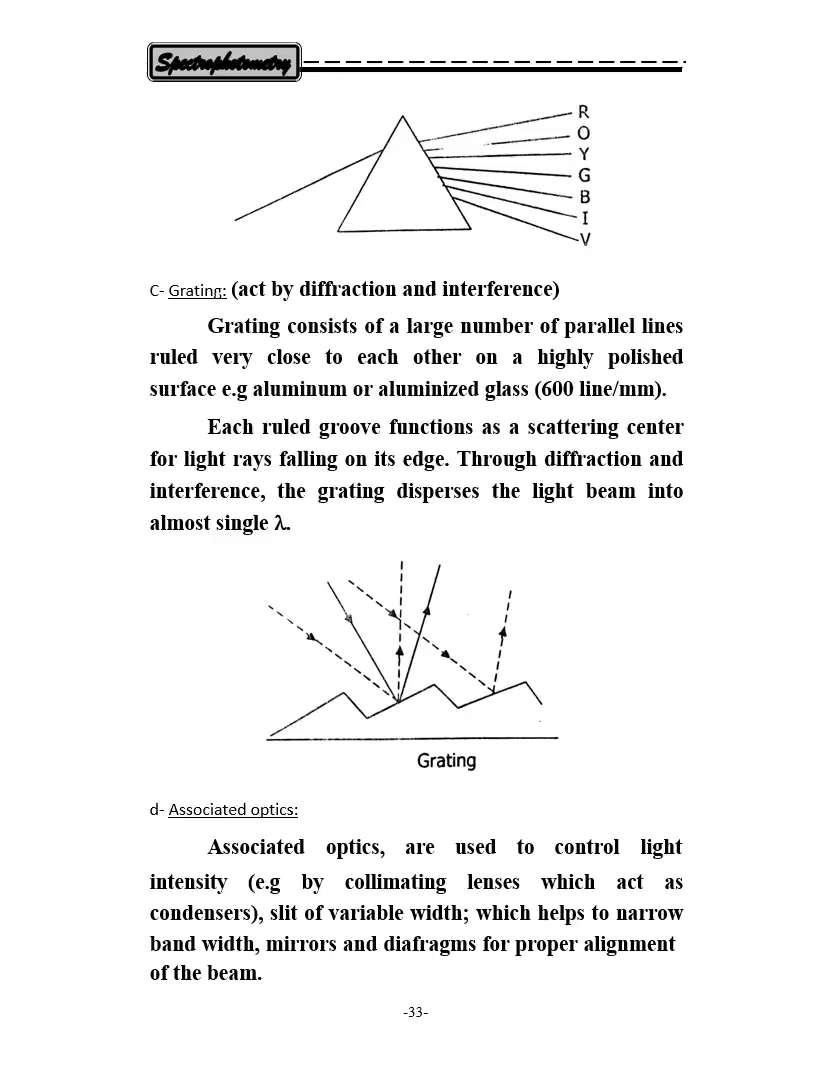 Spectrophotometry
R
O
Y
G
B
I
V
C- Grating: (act by diffraction and interference)
Grating consists of a large number of parallel lines
ruled very close to each other on a highly polished
surface e.g aluminum or aluminized glass (600 line/mm).
Each ruled groove functions as a scattering center
for light rays falling on its edge. Through diffraction and
interference, the grating disperses the light beam into
almost single λ.
Grating
d- Associated optics:
Associated optics, are used to control light
intensity (e.g by collimating lenses which act as
condensers), slit of variable width; which helps to narrow
band width, mirrors and diafragms for proper alignment
of the beam.
-33-